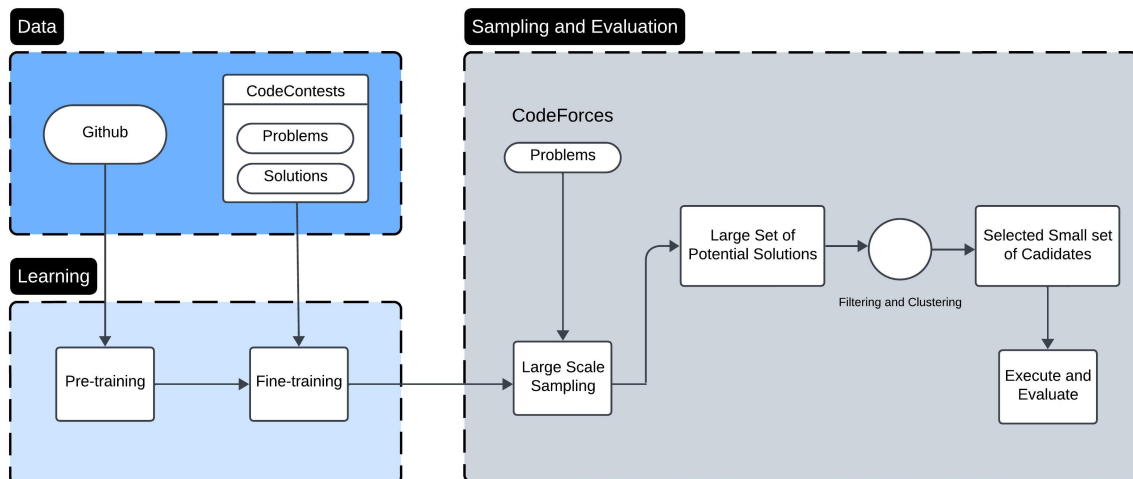 Data
Github
CodeContests
Problems
Solutions
Learning
Pre-training
Fine-training
Sampling and Evaluation
CodeForces
Problems
Large Scale
Sampling
Large Set of
Potential Solutions
Filtering and Clustering
Selected Small set
of Cadidates
Execute and
Evaluate